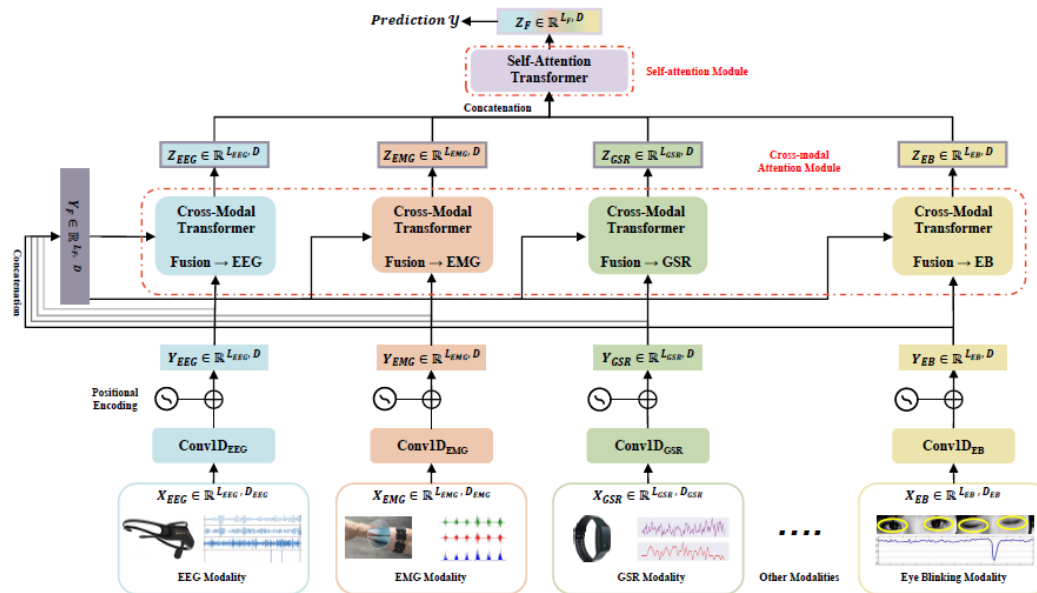 Prediction 𝒴
Z_F ∈ ℝ^{L_F, D}
Self-Attention
Transformer
Self-attention Module
Concatenation
Z_EEG ∈ ℝ^{L_EEG, D}
Z_EMG ∈ ℝ^{L_EMG, D}
Z_GSR ∈ ℝ^{L_GSR, D}
Z_EB ∈ ℝ^{L_EB, D}
Cross-modal
Attention Module
Y_F ∈ ℝ^{L_F, D}
Concatenation
Cross-Modal
Transformer
Fusion → EEG
Cross-Modal
Transformer
Fusion → EMG
Cross-Modal
Transformer
Fusion → GSR
Cross-Modal
Transformer
Fusion → EB
Y_EEG ∈ ℝ^{L_EEG, D}
Y_EMG ∈ ℝ^{L_EMG, D}
Y_GSR ∈ ℝ^{L_GSR, D}
Y_EB ∈ ℝ^{L_EB, D}
Positional
Encoding
Conv1D_EEG
Conv1D_EMG
Conv1D_GSR
Conv1D_EB
X_EEG ∈ ℝ^{L_EEG, D_EEG}
X_EMG ∈ ℝ^{L_EMG, D_EMG}
X_GSR ∈ ℝ^{L_GSR, D_GSR}
X_EB ∈ ℝ^{L_EB, D_EB}
....
EEG Modality
EMG Modality
GSR Modality
Other Modalities
Eye Blinking Modality